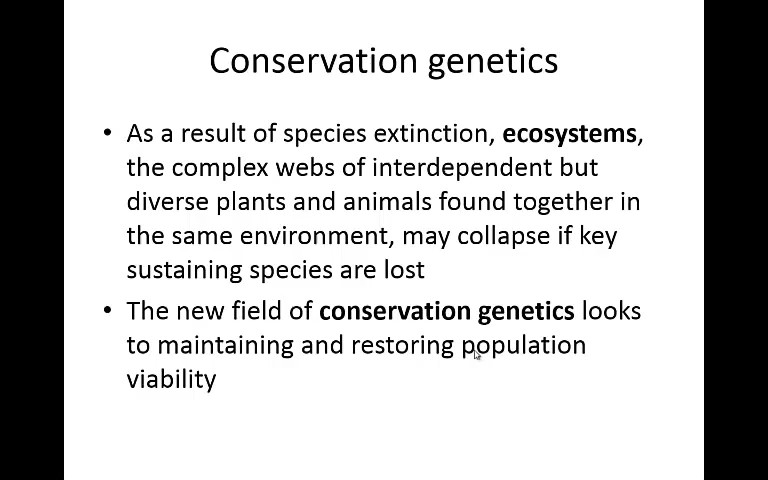 Conservation genetics
• As a result of species extinction, ecosystems,
the complex webs of interdependent but
diverse plants and animals found together in
the same environment, may collapse if key
sustaining species are lost
• The new field of conservation genetics looks
to maintaining and restoring population
viability